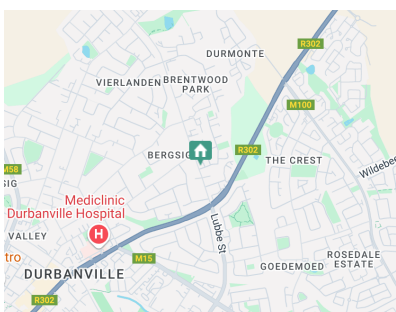 R302
DURMONTE
VIERLANDEN
BRENTWOOD
PARK
M100
BERGSIG
R302
THE CREST
M58
Wildebee
SIG
Mediclinic
Durbanville Hospital
H
VALLEY
Lubbe St
tro
M15
ROSEDALE
ESTATE
GOEDEMOED
DURBANVILLE
R302